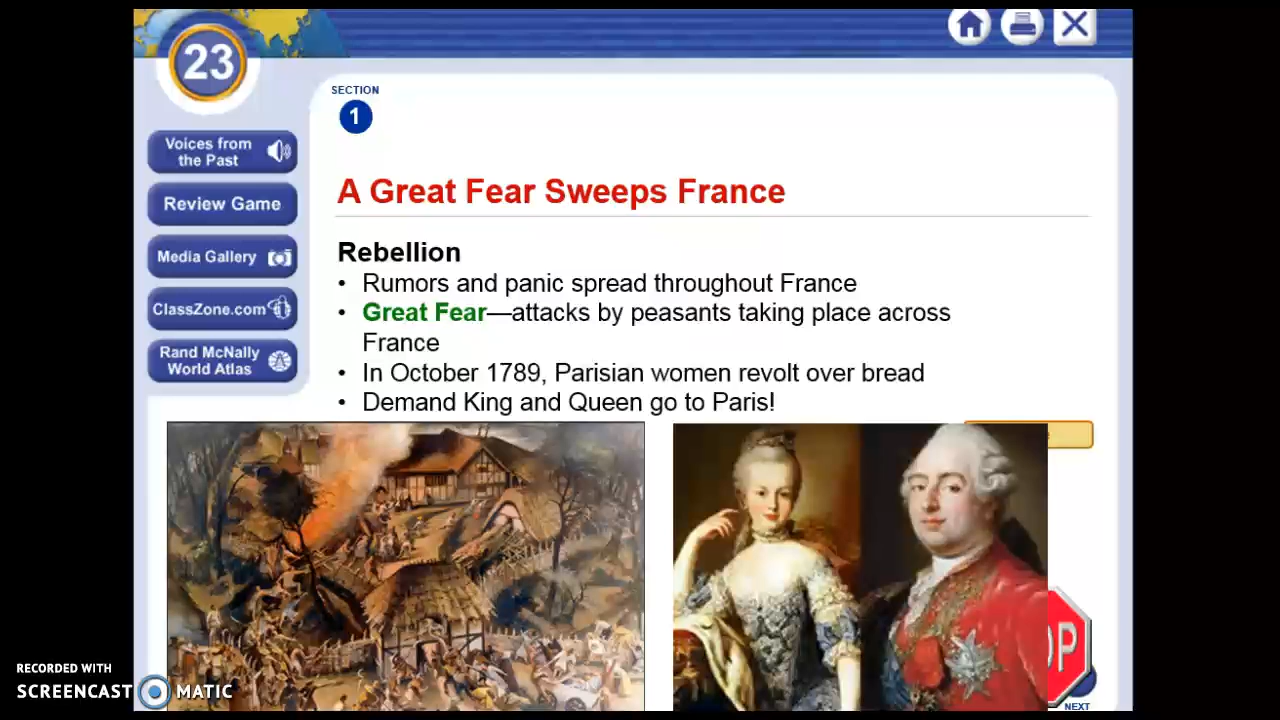 23
SECTION
1
Voices from
the Past
Review Game
Media Gallery
ClassZone.com
Rand McNally
World Atlas
A Great Fear Sweeps France
Rebellion
• Rumors and panic spread throughout France
• Great Fear—attacks by peasants taking place across
France
• In October 1789, Parisian women revolt over bread
• Demand King and Queen go to Paris!
NEXT
RECORDED WITH
SCREENCAST MATIC